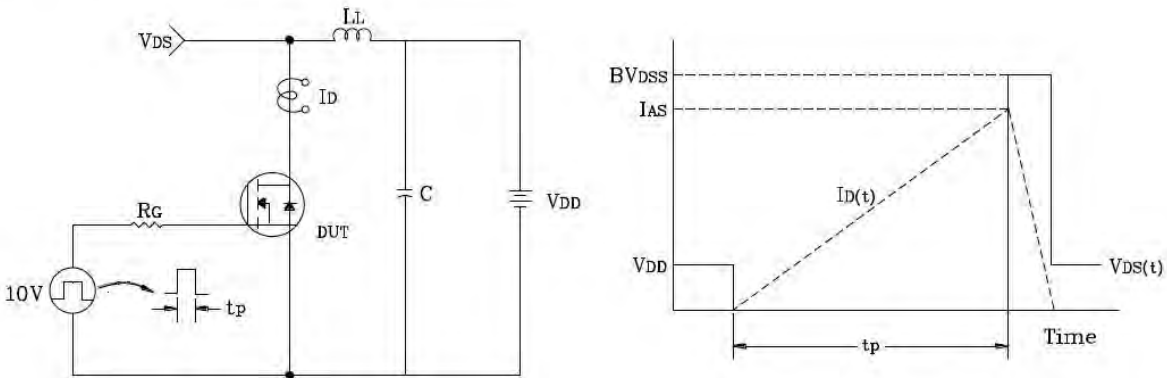 LL
VDS
ID
RG
DUT
C
VDD
10V
tp
BVDSS
IAS
ID(t)
VDD
VDS(t)
Time
tp